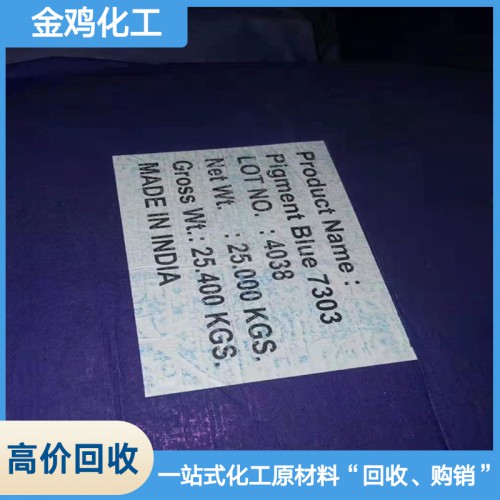 金鸡化工
Product Name :
Pigment Blue 7303
LOT NO. : 4038
Net Wt. : 25.000 KGS.
Gross Wt.: 25.400 KGS.
MADE IN INDIA
高价回收
一站式化工原材料“回收、购销”